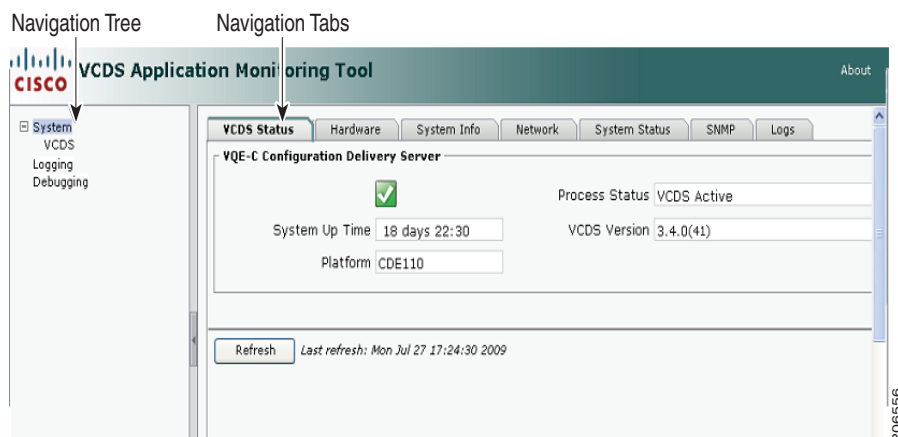 Navigation Tree
Navigation Tabs
CISCO
VCDS Application Monitoring Tool
About
System
VCDS
Logging
Debugging
VCDS Status
Hardware
System Info
Network
System Status
SNMP
Logs
VQE-C Configuration Delivery Server
Process Status VCDS Active
System Up Time 18 days 22:30
VCDS Version 3.4.0(41)
Platform CDE110
Refresh Last refresh: Mon Jul 27 17:24:30 2009